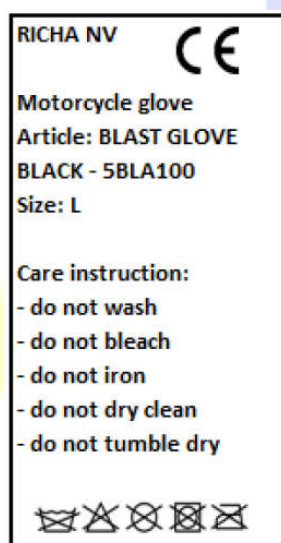 RICHA NV CE
Motorcycle glove
Article: BLAST GLOVE
BLACK - 5BLA100
Size: L
Care instruction:
- do not wash
- do not bleach
- do not iron
- do not dry clean
- do not tumble dry